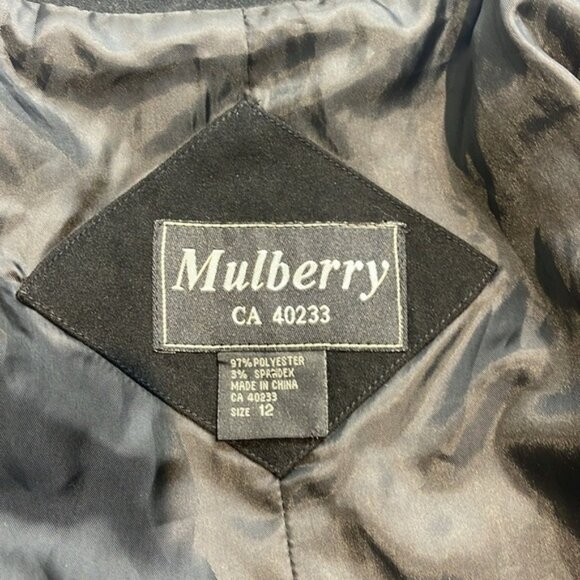 Mulberry
CA 40233
97% POLYESTER
3% SPANDEX
MADE IN CHINA
CA 40233
SIZE 12